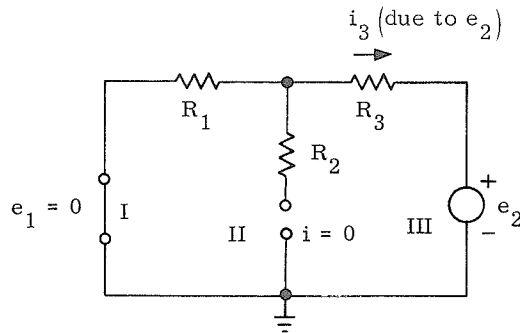 i₃ (due to e₂)
R₁
R₃
R₂
e₁ = 0
I
II
i = 0
III
+
e₂
−